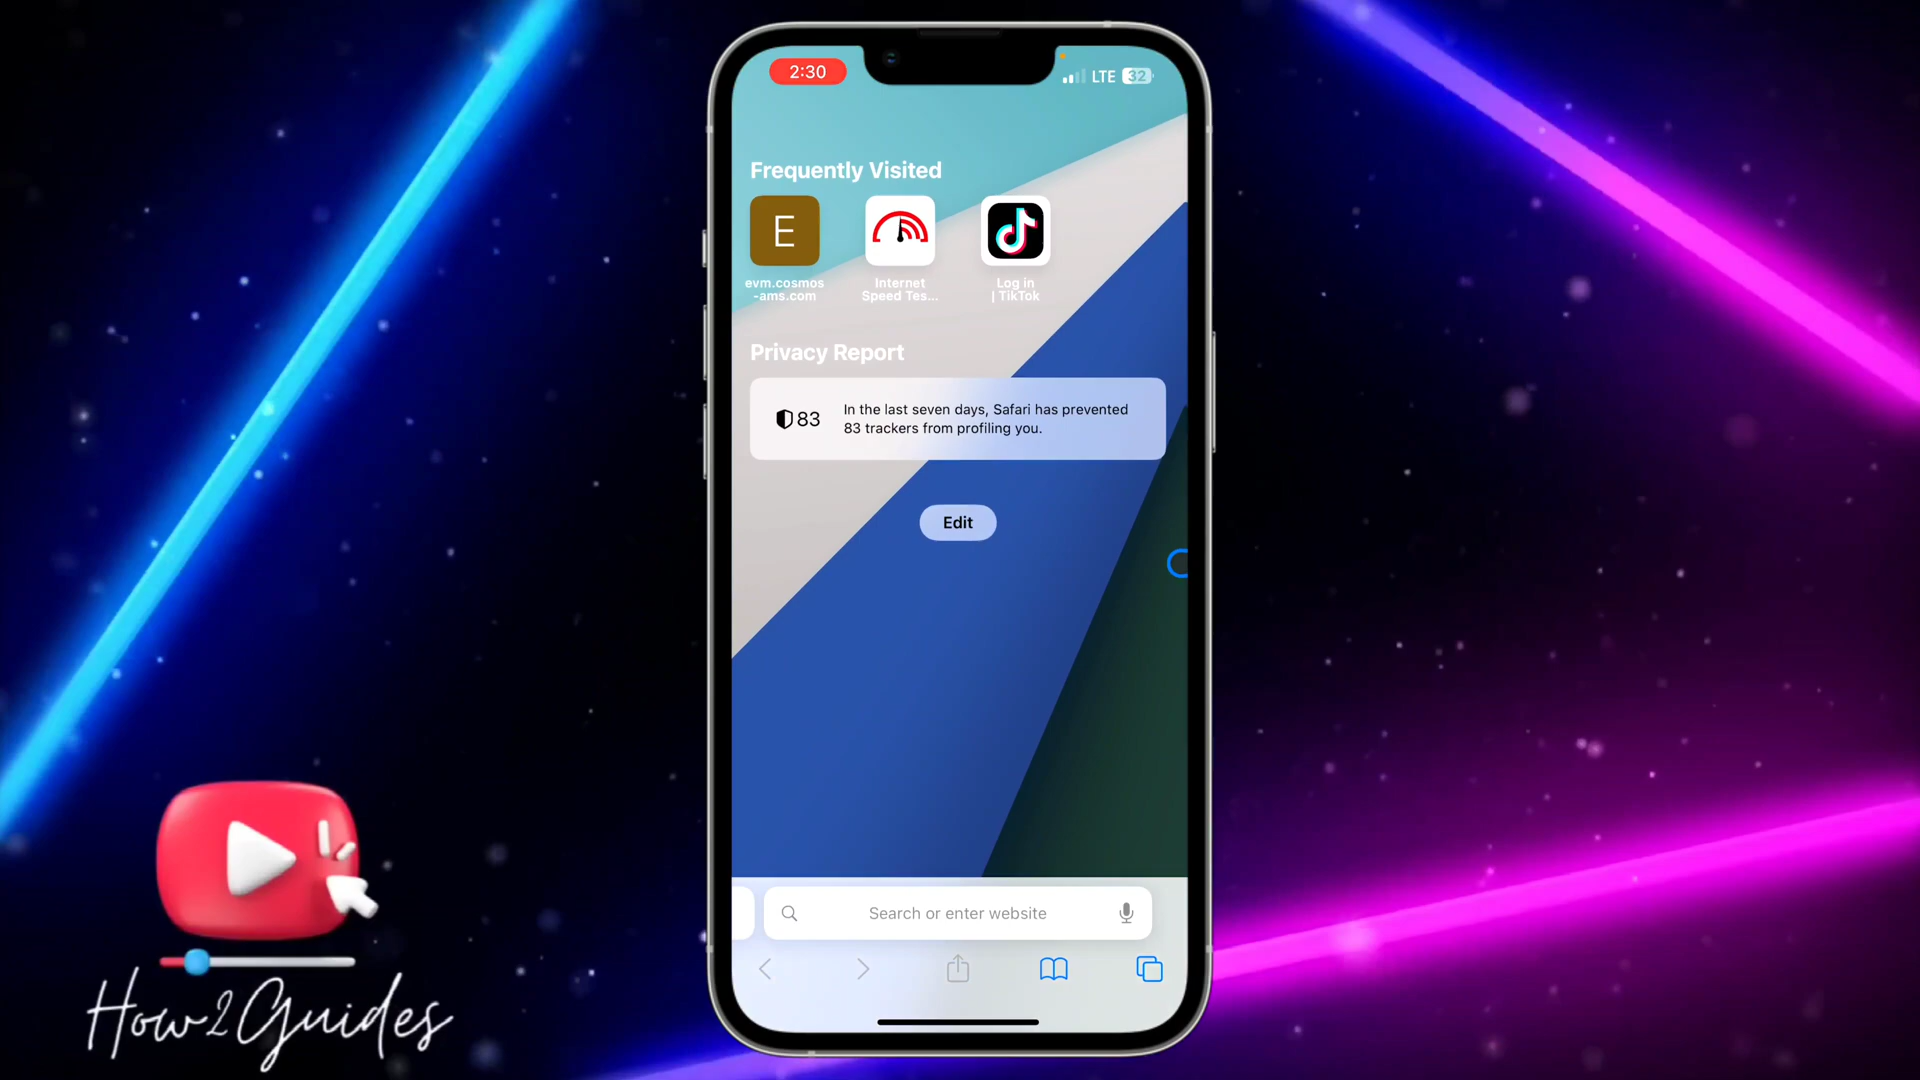 2:30
LTE 32
Frequently Visited
E
evm.cosmos
-ams.com
Internet
Speed Tes...
Log in
| TikTok
Privacy Report
83
In the last seven days, Safari has prevented
83 trackers from profiling you.
Edit
Search or enter website
How2Guides